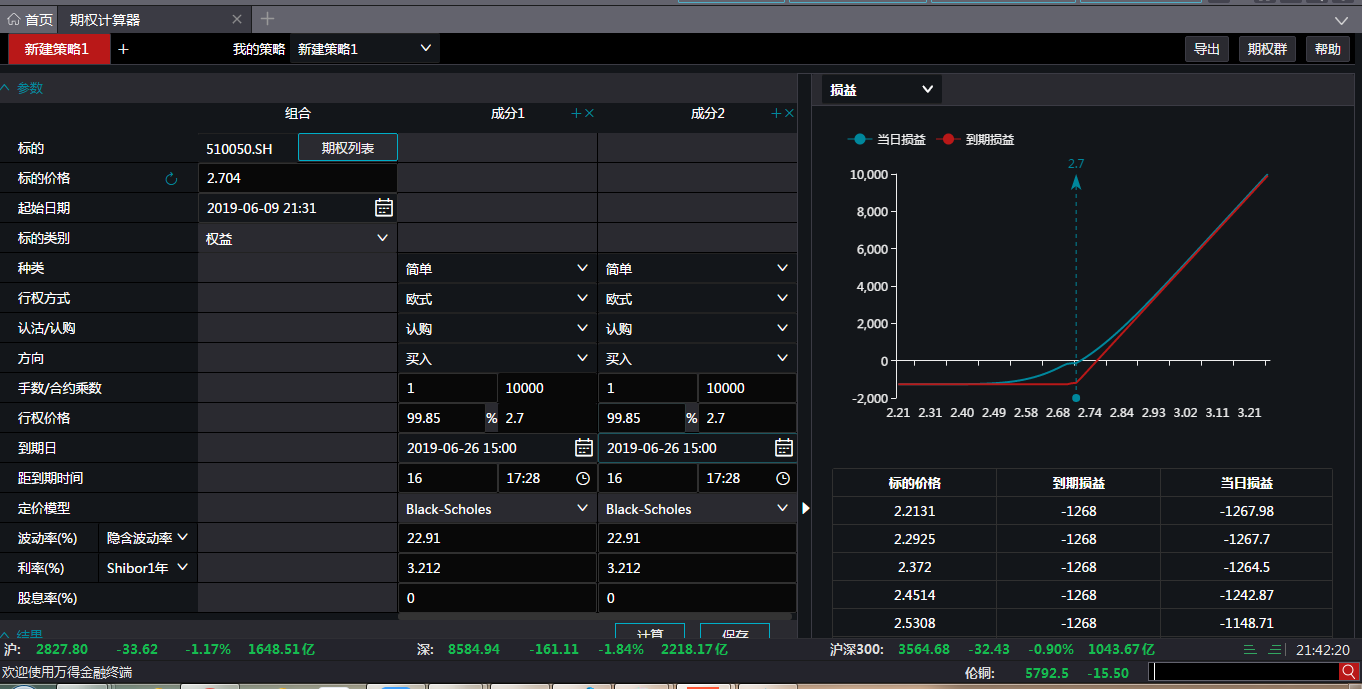 首页 期权计算器
新建策略1 + 我的策略 新建策略1 导出 期权群 帮助
参数
组合 成分1 成分2
标的 510050.SH 期权列表
标的价格 2.704
起始日期 2019-06-09 21:31
标的类别 权益
种类 简单 简单
行权方式 欧式 欧式
认沽/认购 认购 认购
方向 买入 买入
手数/合约乘数 1 10000 1 10000
行权价格 99.85 % 2.7 99.85 % 2.7
到期日 2019-06-26 15:00 2019-06-26 15:00
距到期时间 16 17:28 16 17:28
定价模型 Black-Scholes Black-Scholes
波动率(%) 隐含波动率 22.91 22.91
利率(%) Shibor1年 3.212 3.212
股息率(%) 0 0
结果 计算 保存
损益
当日损益 到期损益
2.7
10,000
8,000
6,000
4,000
2,000
0
-2,000
2.21 2.31 2.40 2.49 2.58 2.68 2.74 2.84 2.93 3.02 3.11 3.21
标的价格 到期损益 当日损益
2.2131 -1268 -1267.98
2.2925 -1268 -1267.7
2.372 -1268 -1264.5
2.4514 -1268 -1242.87
2.5308 -1268 -1148.71
沪: 2827.80 -33.62 -1.17% 1648.51亿 深: 8584.94 -161.11 -1.84% 2218.17亿 沪深300: 3564.68 -32.43 -0.90% 1043.67亿 21:42:20
欢迎使用万得金融终端 伦铜: 5792.5 -15.50